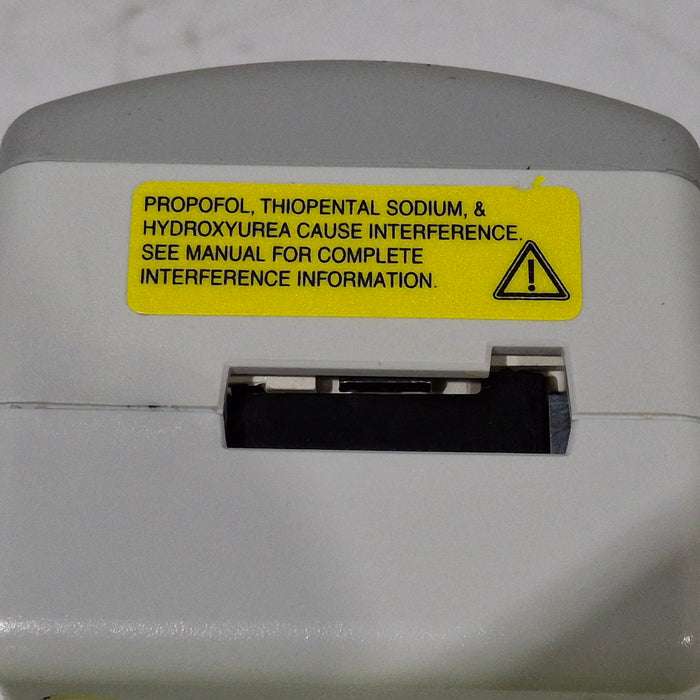 PROPOFOL, THIOPENTAL SODIUM, &
HYDROXYUREA CAUSE INTERFERENCE.
SEE MANUAL FOR COMPLETE
INTERFERENCE INFORMATION.
!